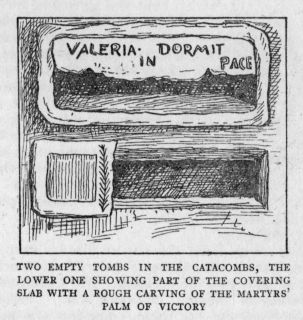 VALERIA · DORMIT
IN PACE
TWO EMPTY TOMBS IN THE CATACOMBS, THE
LOWER ONE SHOWING PART OF THE COVERING
SLAB WITH A ROUGH CARVING OF THE MARTYRS'
PALM OF VICTORY